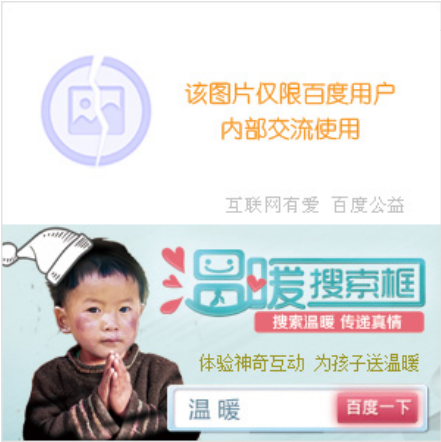 该图片仅限百度用户
内部交流使用
互联网有爱 百度公益
温暖搜索框
搜索温暖 传递真情
体验神奇互动 为孩子送温暖
温暖
百度一下